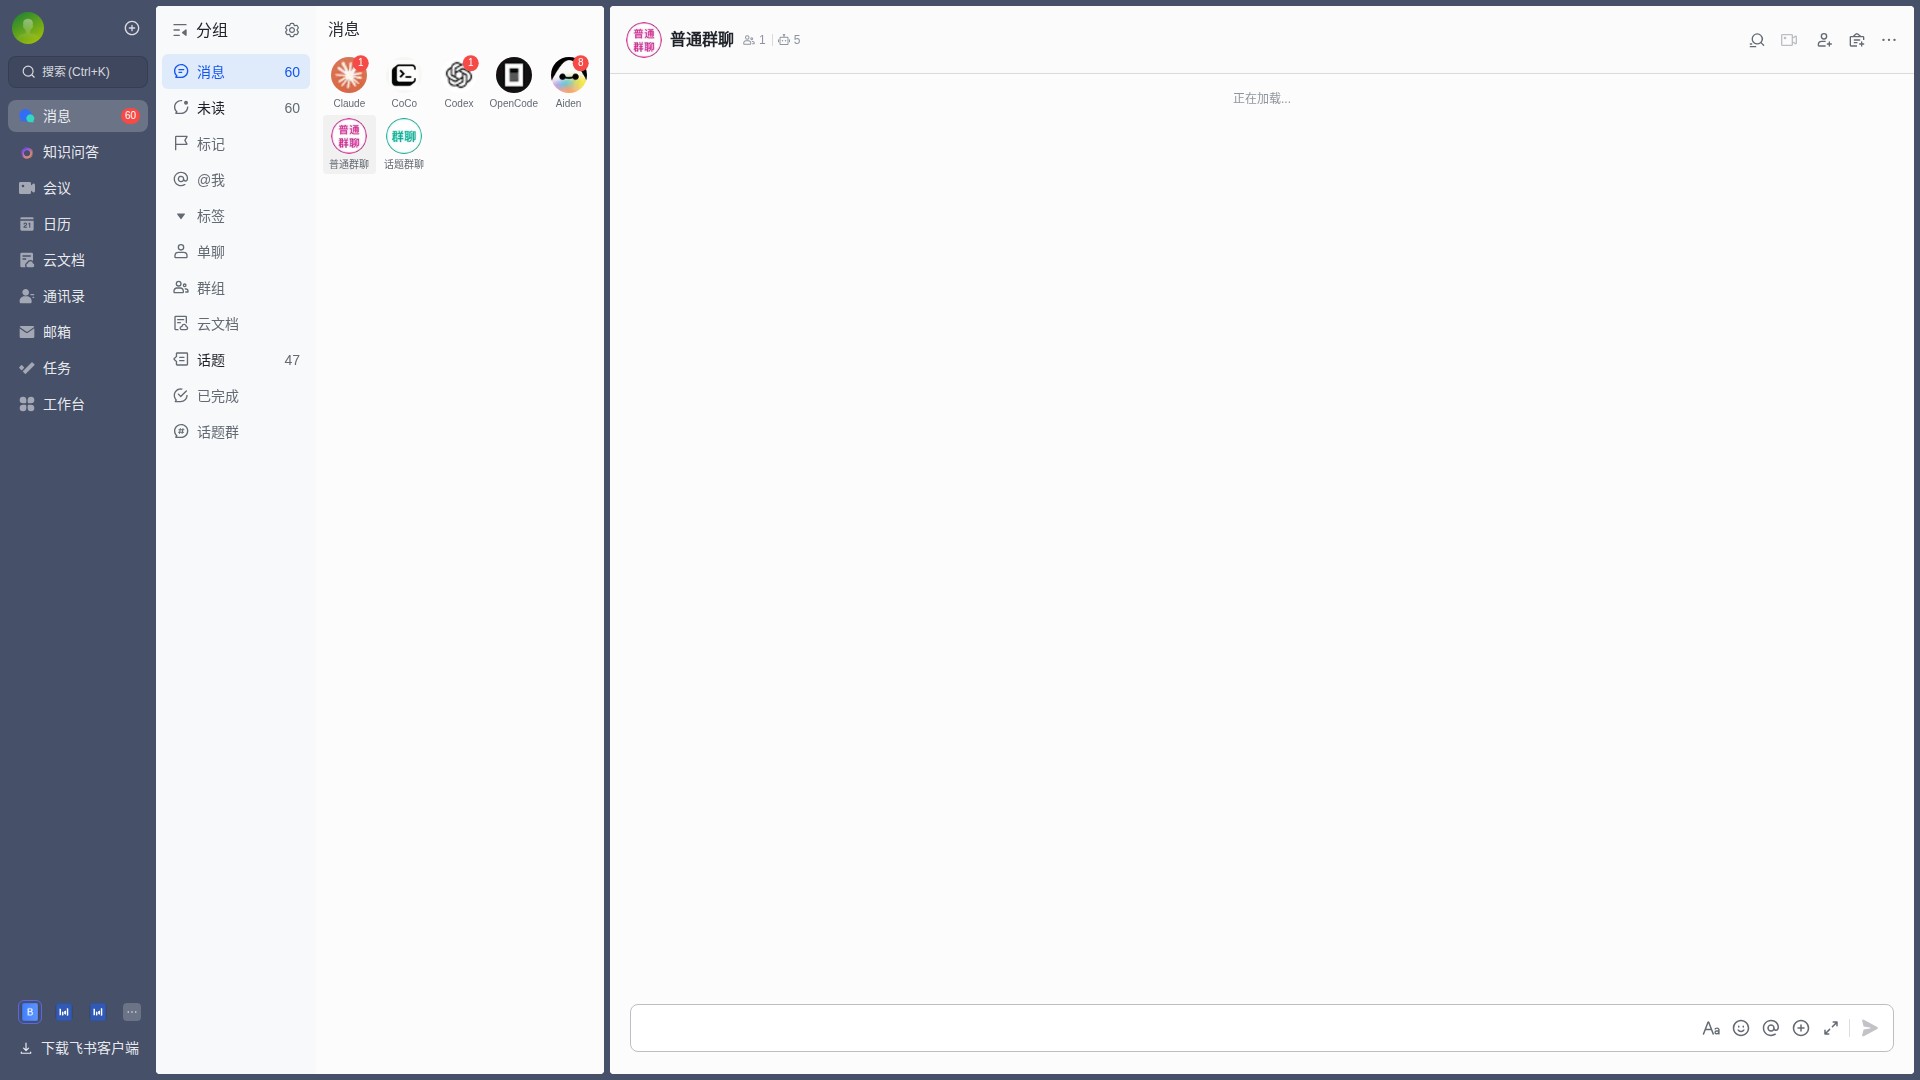 搜索 (Ctrl+K)
消息 60
知识问答
会议
日历
云文档
通讯录
邮箱
任务
工作台
B
下载飞书客户端
分组
消息 60
未读 60
标记
@我
标签
单聊
群组
云文档
话题 47
已完成
话题群
消息
1 1 8
Claude CoCo Codex OpenCode Aiden
普通
群聊
群聊
普通群聊 话题群聊
普通
群聊
普通群聊 1 5
正在加载...
Aa